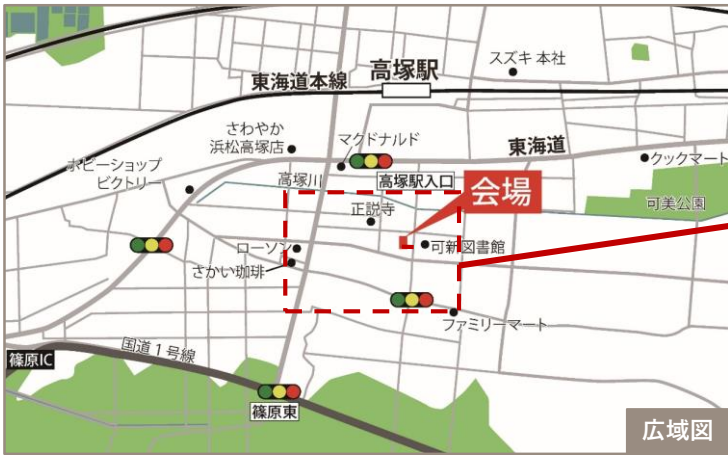 スズキ 本社
高塚駅
東海道本線
さわやか
浜松高塚店
マクドナルド
東海道
クックマート
ホビーショップ
ビクトリー
高塚川
高塚駅入口
会場
可美公園
正説寺
ローソン
可新図書館
さかい珈琲
ファミリーマート
国道1号線
篠原IC
篠原東
広域図